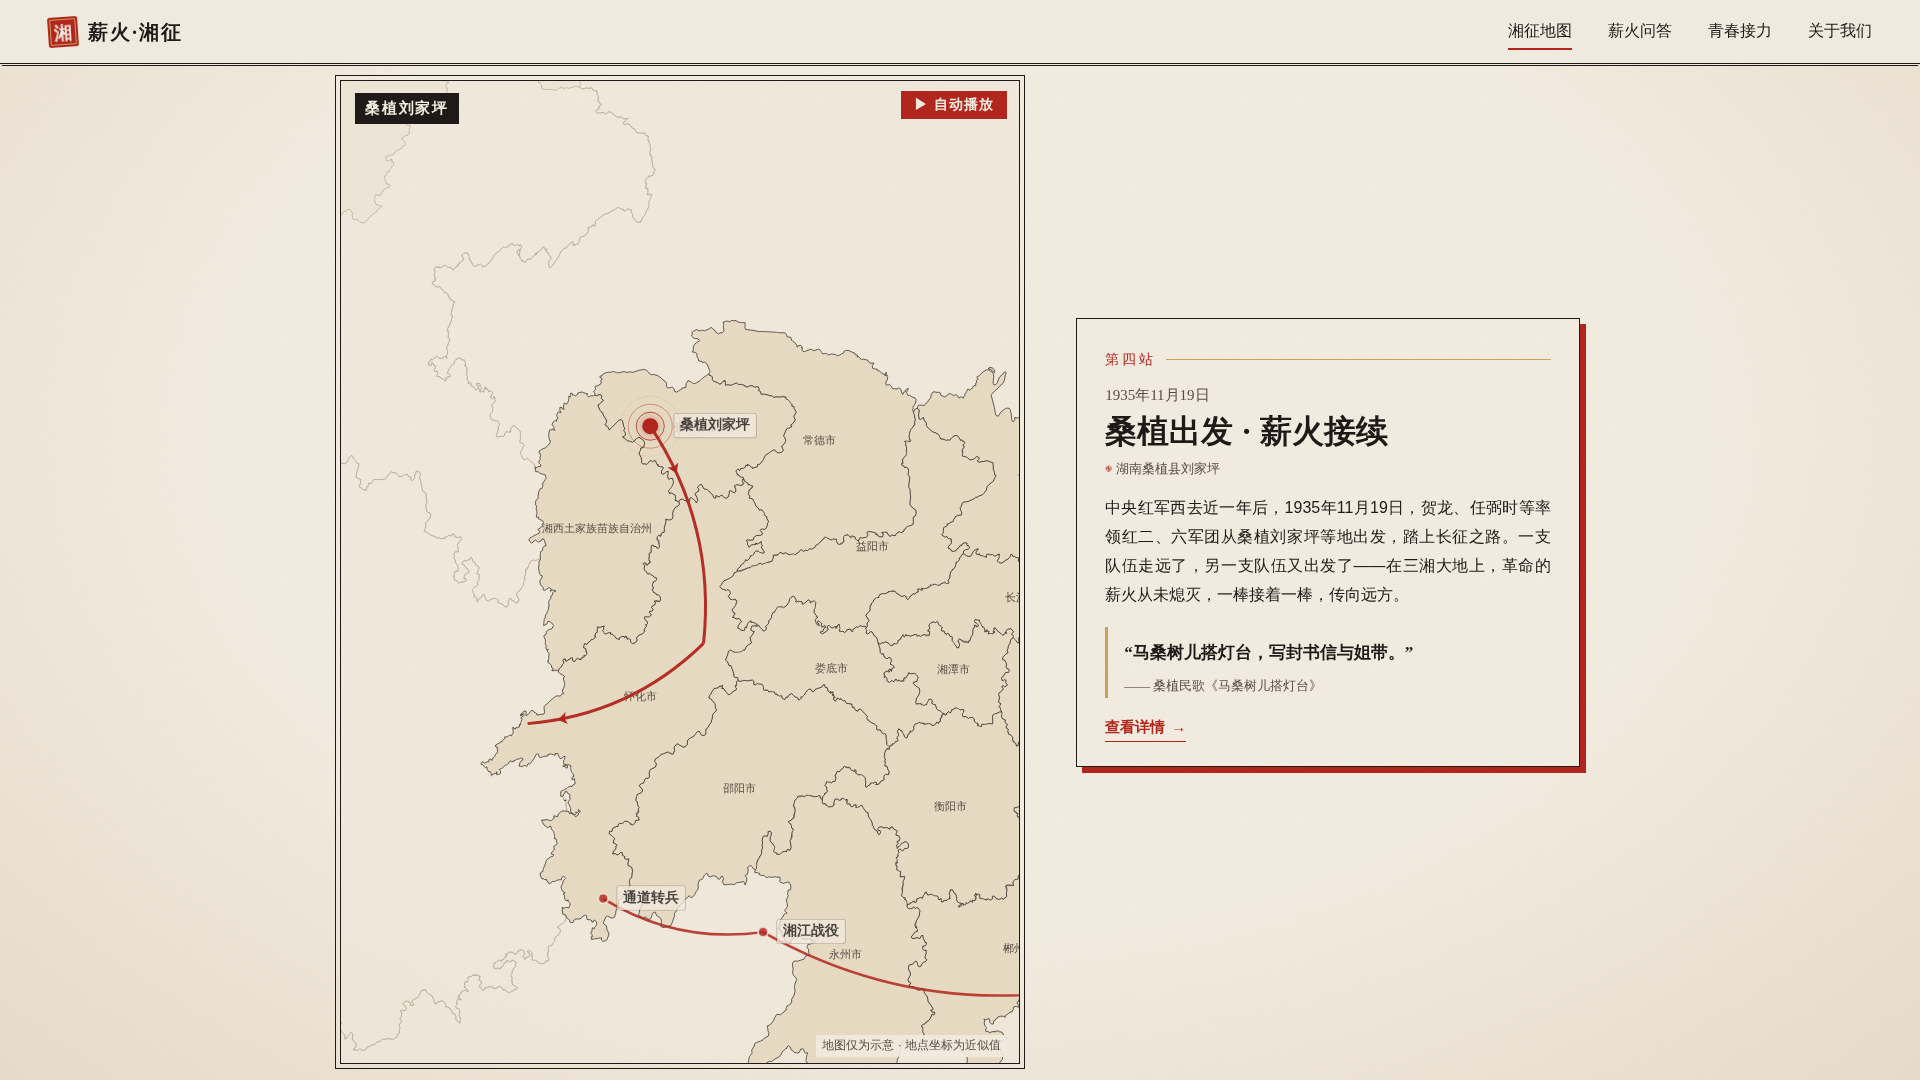 湘
薪火·湘征
湘征地图
薪火问答
青春接力
关于我们
桑植刘家坪
▶ 自动播放
桑植刘家坪
常德市
湘西土家族苗族自治州
益阳市
长
娄底市
湘潭市
怀化市
邵阳市
衡阳市
通道转兵
湘江战役
永州市
郴
地图仅为示意 · 地点坐标为近似值
第四站
1935年11月19日
桑植出发 · 薪火接续
湖南桑植县刘家坪
中央红军西去近一年后，1935年11月19日，贺龙、任弼时等率
领红二、六军团从桑植刘家坪等地出发，踏上长征之路。一支
队伍走远了，另一支队伍又出发了——在三湘大地上，革命的
薪火从未熄灭，一棒接着一棒，传向远方。
“马桑树儿搭灯台，写封书信与姐带。”
—— 桑植民歌《马桑树儿搭灯台》
查看详情 →